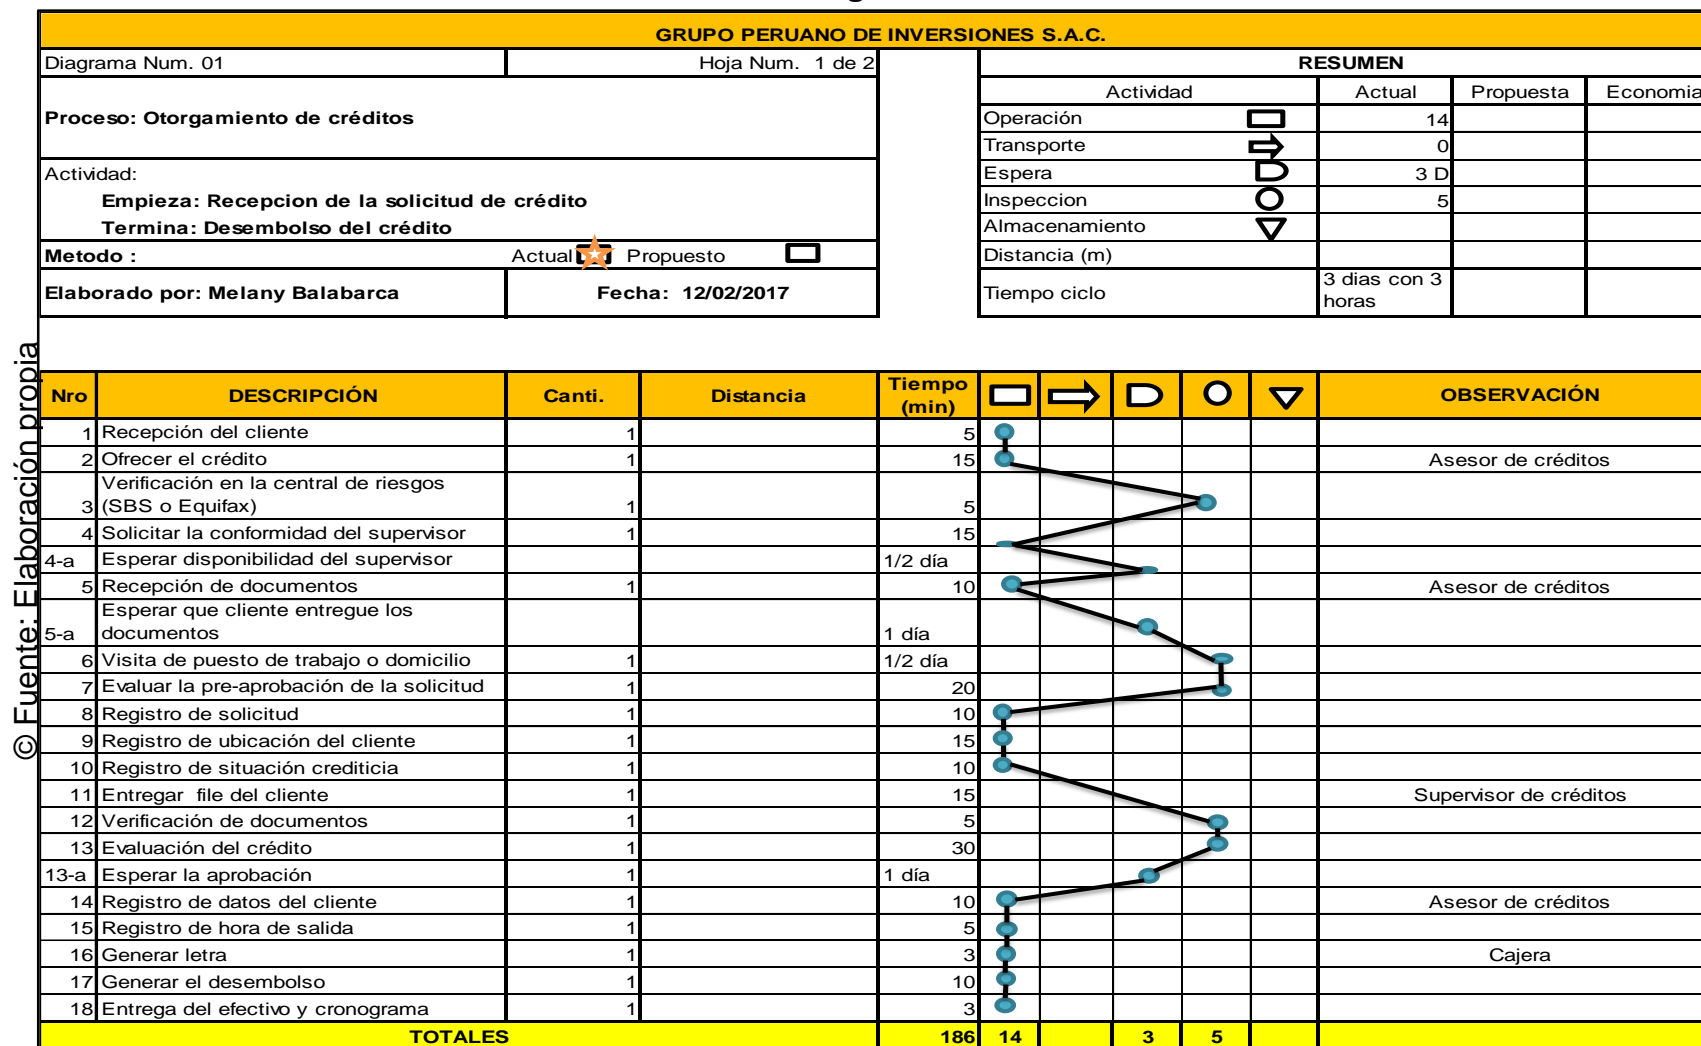 GRUPO PERUANO DE INVERSIONES S.A.C.
Diagrama Num. 01 Hoja Num. 1 de 2
Proceso: Otorgamiento de créditos
Actividad:
Empieza: Recepcion de la solicitud de crédito
Termina: Desembolso del crédito
Metodo : Actual Propuesto
Elaborado por: Melany Balabarca Fecha: 12/02/2017
RESUMEN
Actividad Actual Propuesta Economia
Operación 14
Transporte 0
Espera 3 D
Inspeccion 5
Almacenamiento
Distancia (m)
Tiempo ciclo 3 dias con 3
horas
Nro DESCRIPCIÓN Canti. Distancia Tiempo
(min) OBSERVACIÓN
1 Recepción del cliente 1 5
2 Ofrecer el crédito 1 15 Asesor de créditos
Verificación en la central de riesgos
3 (SBS o Equifax) 1 5
4 Solicitar la conformidad del supervisor 1 15
4-a Esperar disponibilidad del supervisor 1/2 día
5 Recepción de documentos 1 10 Asesor de créditos
Esperar que cliente entregue los
5-a documentos 1 día
6 Visita de puesto de trabajo o domicilio 1 1/2 día
7 Evaluar la pre-aprobación de la solicitud 1 20
8 Registro de solicitud 1 10
9 Registro de ubicación del cliente 1 15
10 Registro de situación crediticia 1 10
11 Entregar file del cliente 1 15 Supervisor de créditos
12 Verificación de documentos 1 5
13 Evaluación del crédito 1 30
13-a Esperar la aprobación 1 1 día
14 Registro de datos del cliente 1 10 Asesor de créditos
15 Registro de hora de salida 1 5
16 Generar letra 1 3 Cajera
17 Generar el desembolso 1 10
18 Entrega del efectivo y cronograma 1 3
TOTALES 186 14 3 5
© Fuente: Elaboración propia